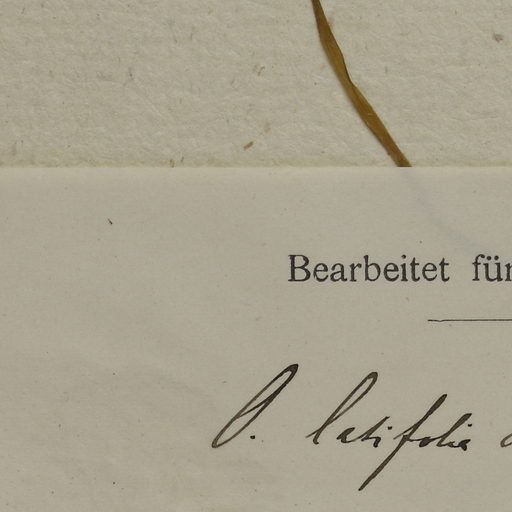 Bearbeitet für
O. latifolia